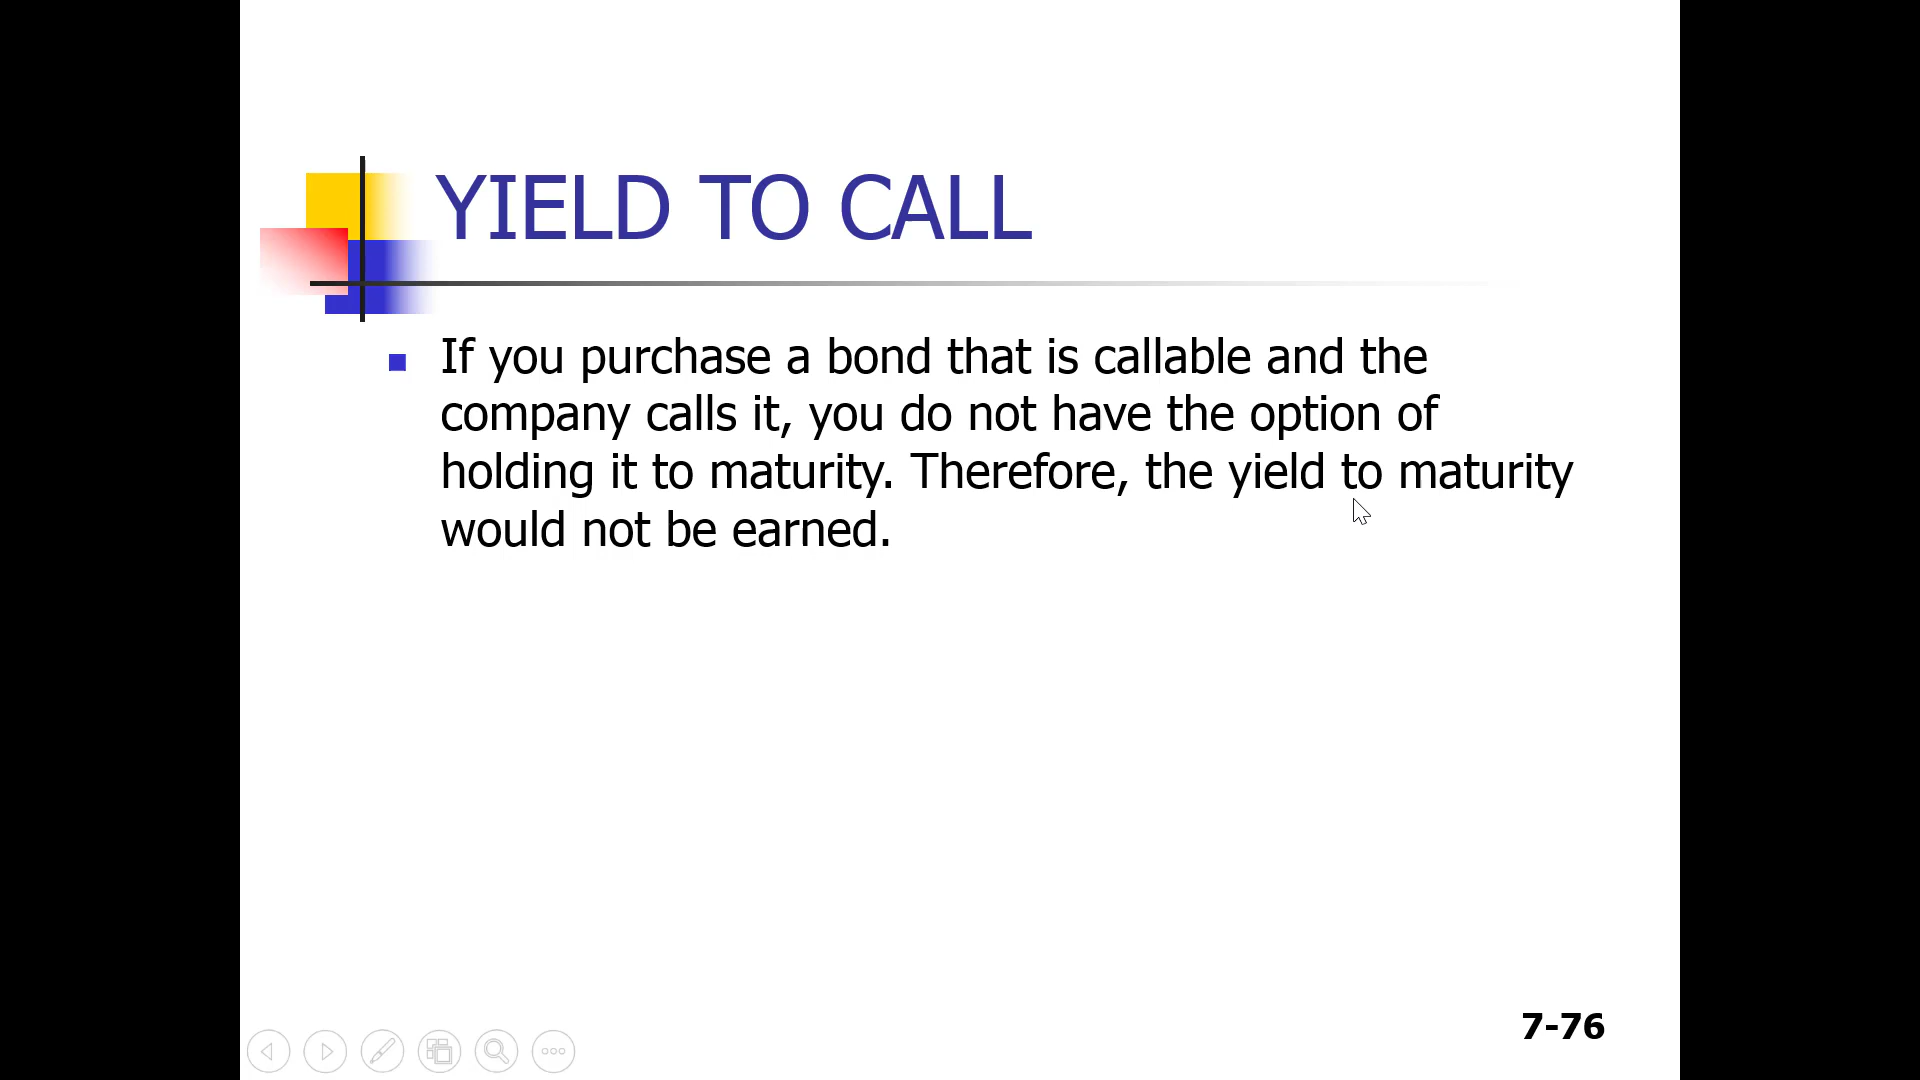 YIELD TO CALL
If you purchase a bond that is callable and the
company calls it, you do not have the option of
holding it to maturity. Therefore, the yield to maturity
would not be earned.
7-76